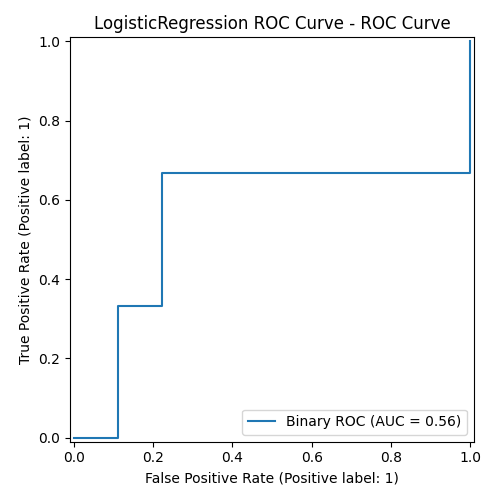 LogisticRegression ROC Curve - ROC Curve
1.0
0.8
0.6
0.4
0.2
0.0
True Positive Rate (Positive label: 1)
Binary ROC (AUC = 0.56)
0.0 0.2 0.4 0.6 0.8 1.0
False Positive Rate (Positive label: 1)